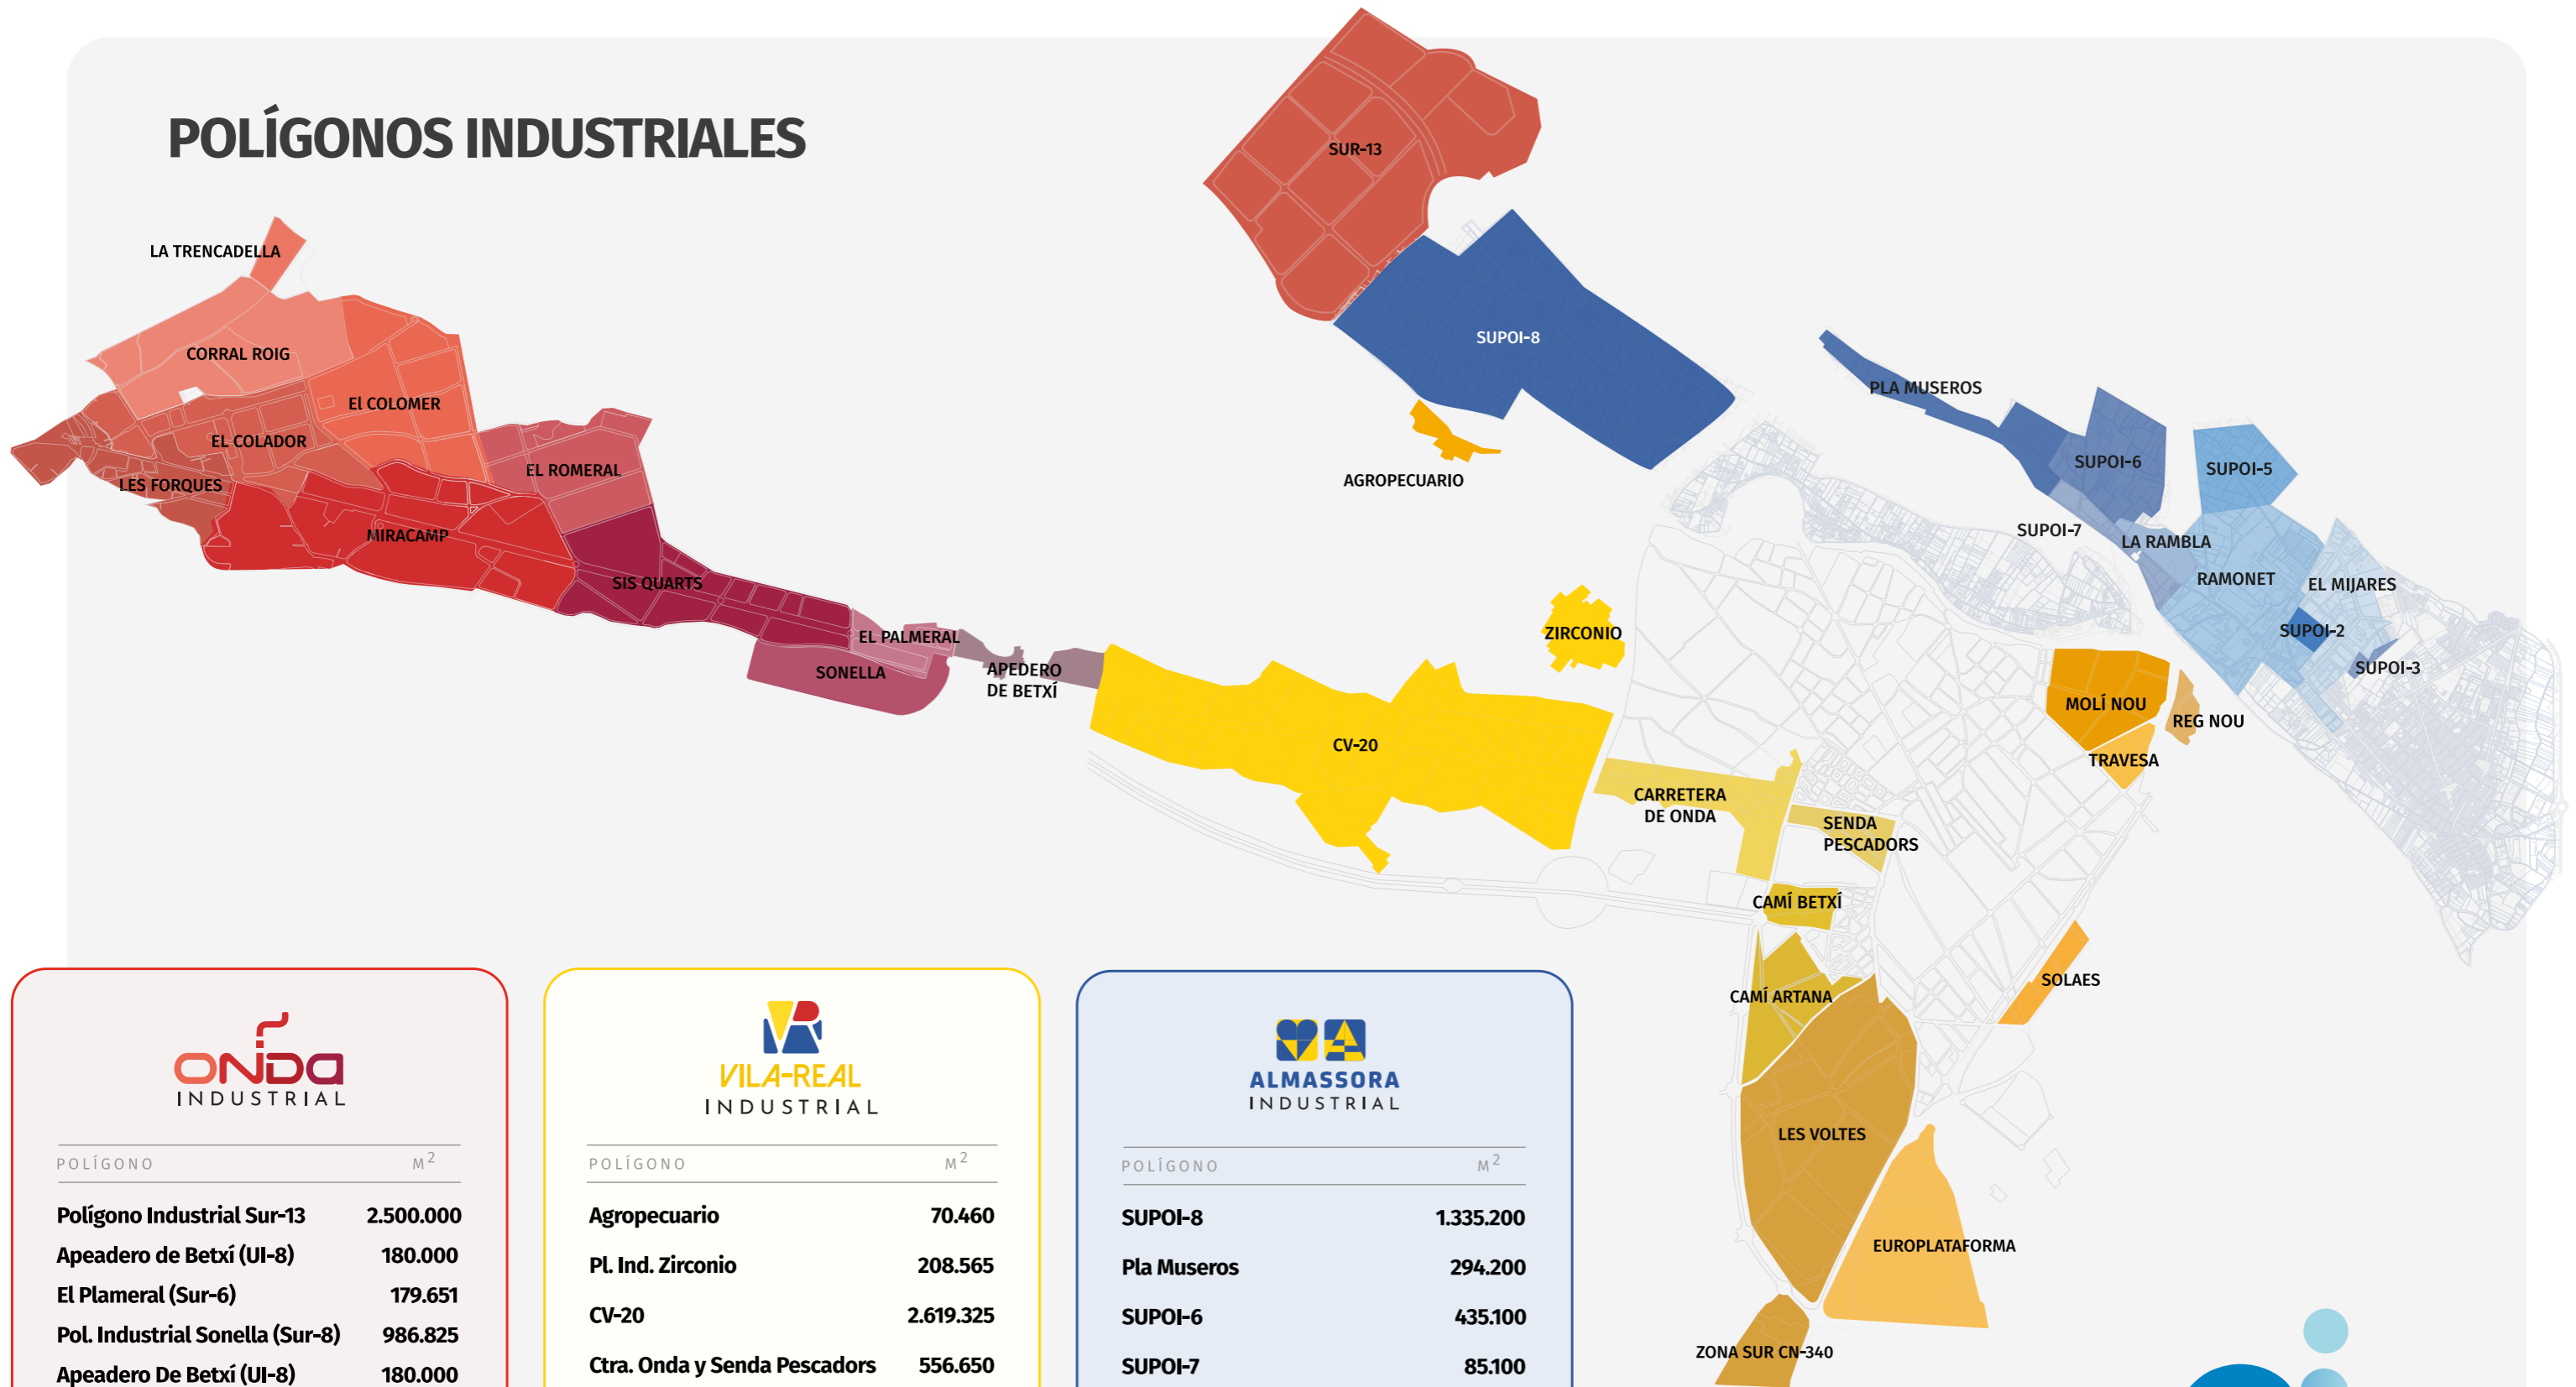 POLÍGONOS INDUSTRIALES
SUR-13
LA TRENCADELLA
CORRAL ROIG
SUPOI-8
PLA MUSEROS
El COLOMER
EL COLADOR
EL ROMERAL
SUPOI-6
SUPOI-5
LES FORQUES
AGROPECUARIO
MIRACAMP
SUPOI-7
LA RAMBLA
SIS QUARTS
RAMONET
EL MIJARES
EL PALMERAL
ZIRCONIO
SUPOI-2
SONELLA
APEDERO
DE BETXÍ
SUPOI-3
MOLÍ NOU
REG NOU
CV-20
TRAVESA
CARRETERA
DE ONDA
SENDA
PESCADORS
CAMÍ BETXÍ
SOLAES
CAMÍ ARTANA
LES VOLTES
EUROPLATAFORMA
ZONA SUR CN-340
ONDA
INDUSTRIAL
POLÍGONO M2
Polígono Industrial Sur-13 2.500.000
Apeadero de Betxí (UI-8) 180.000
El Plameral (Sur-6) 179.651
Pol. Industrial Sonella (Sur-8) 986.825
Apeadero De Betxí (UI-8) 180.000
VILA-REAL
INDUSTRIAL
POLÍGONO M2
Agropecuario 70.460
Pl. Ind. Zirconio 208.565
CV-20 2.619.325
Ctra. Onda y Senda Pescadors 556.650
ALMASSORA
INDUSTRIAL
POLÍGONO M2
SUPOI-8 1.335.200
Pla Museros 294.200
SUPOI-6 435.100
SUPOI-7 85.100